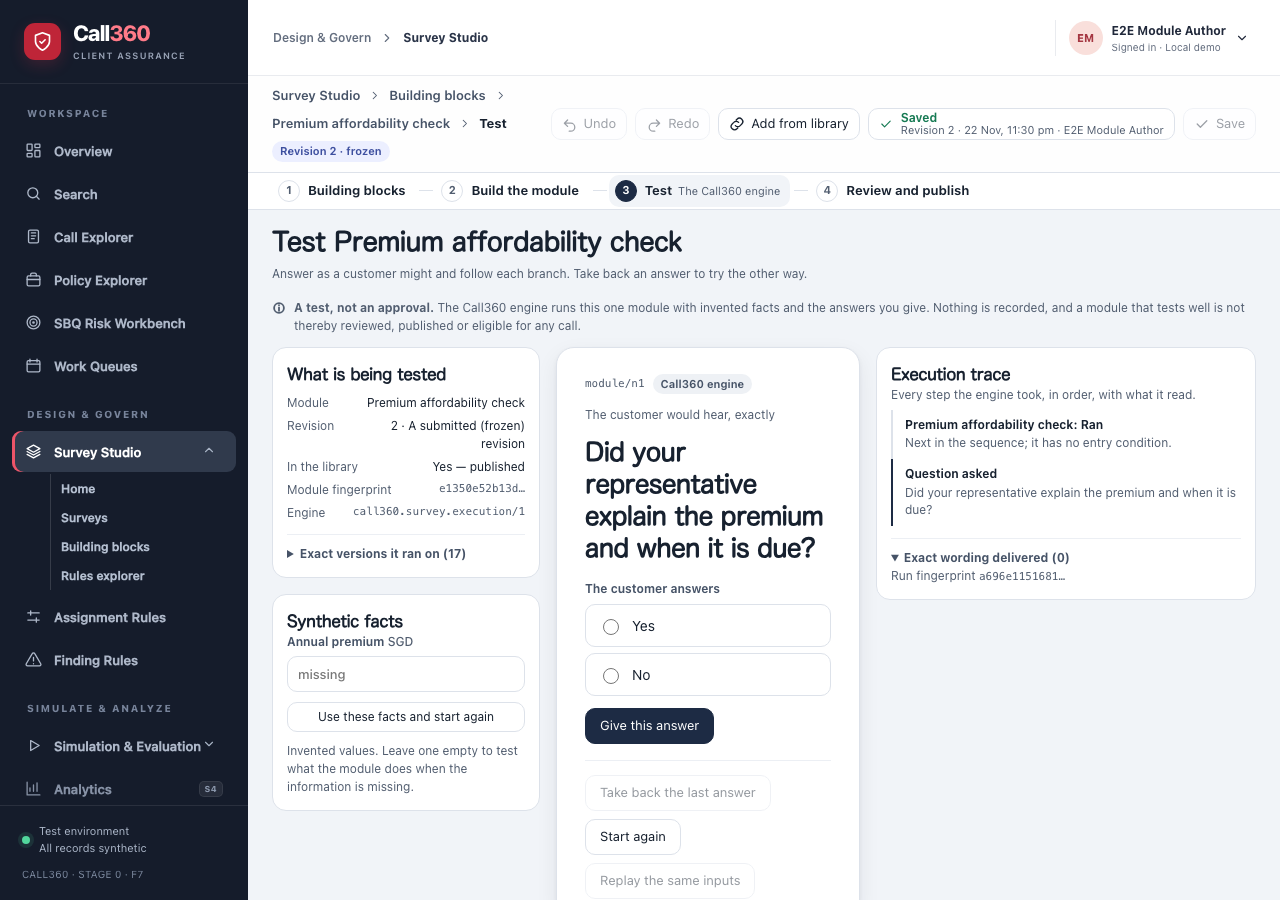 Call360
CLIENT ASSURANCE
WORKSPACE
Overview
Search
Call Explorer
Policy Explorer
SBQ Risk Workbench
Work Queues
DESIGN & GOVERN
Survey Studio
Home
Surveys
Building blocks
Rules explorer
Assignment Rules
Finding Rules
SIMULATE & ANALYZE
Simulation & Evaluation
Analytics S4
Test environment
All records synthetic
CALL360 · STAGE 0 · F7
Design & Govern > Survey Studio
EM
E2E Module Author
Signed in · Local demo
Survey Studio > Building blocks >
Premium affordability check > Test
Revision 2 · frozen
Undo
Redo
Add from library
Saved
Revision 2 · 22 Nov, 11:30 pm · E2E Module Author
Save
1 Building blocks
2 Build the module
3 Test The Call360 engine
4 Review and publish
Test Premium affordability check
Answer as a customer might and follow each branch. Take back an answer to try the other way.
A test, not an approval. The Call360 engine runs this one module with invented facts and the answers you give. Nothing is recorded, and a module that tests well is not
thereby reviewed, published or eligible for any call.
What is being tested
Module Premium affordability check
Revision 2 · A submitted (frozen)
revision
In the library Yes — published
Module fingerprint e1350e52b13d…
Engine call360.survey.execution/1
Exact versions it ran on (17)
Synthetic facts
Annual premium SGD
missing
Use these facts and start again
Invented values. Leave one empty to test
what the module does when the
information is missing.
module/n1 Call360 engine
The customer would hear, exactly
Did your
representative
explain the premium
and when it is due?
The customer answers
Yes
No
Give this answer
Take back the last answer
Start again
Replay the same inputs
Execution trace
Every step the engine took, in order, with what it read.
Premium affordability check: Ran
Next in the sequence; it has no entry condition.
Question asked
Did your representative explain the premium and when it is
due?
Exact wording delivered (0)
Run fingerprint a696e1151681…